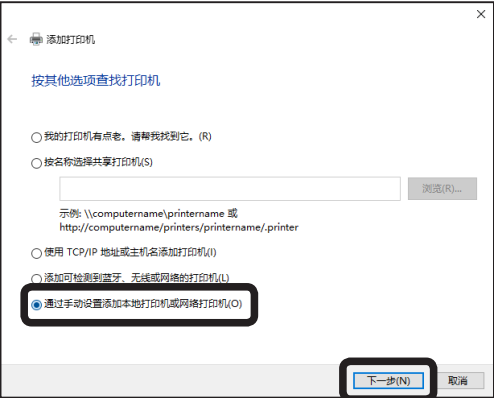 添加打印机
按其他选项查找打印机
我的打印机有点老。请帮我找到它。(R)
按名称选择共享打印机(S)
浏览(R)...
示例: \\computername\printername 或
http://computername/printers/printername/.printer
使用 TCP/IP 地址或主机名添加打印机(I)
添加可检测到蓝牙、无线或网络的打印机(L)
通过手动设置添加本地打印机或网络打印机(O)
下一步(N)
取消